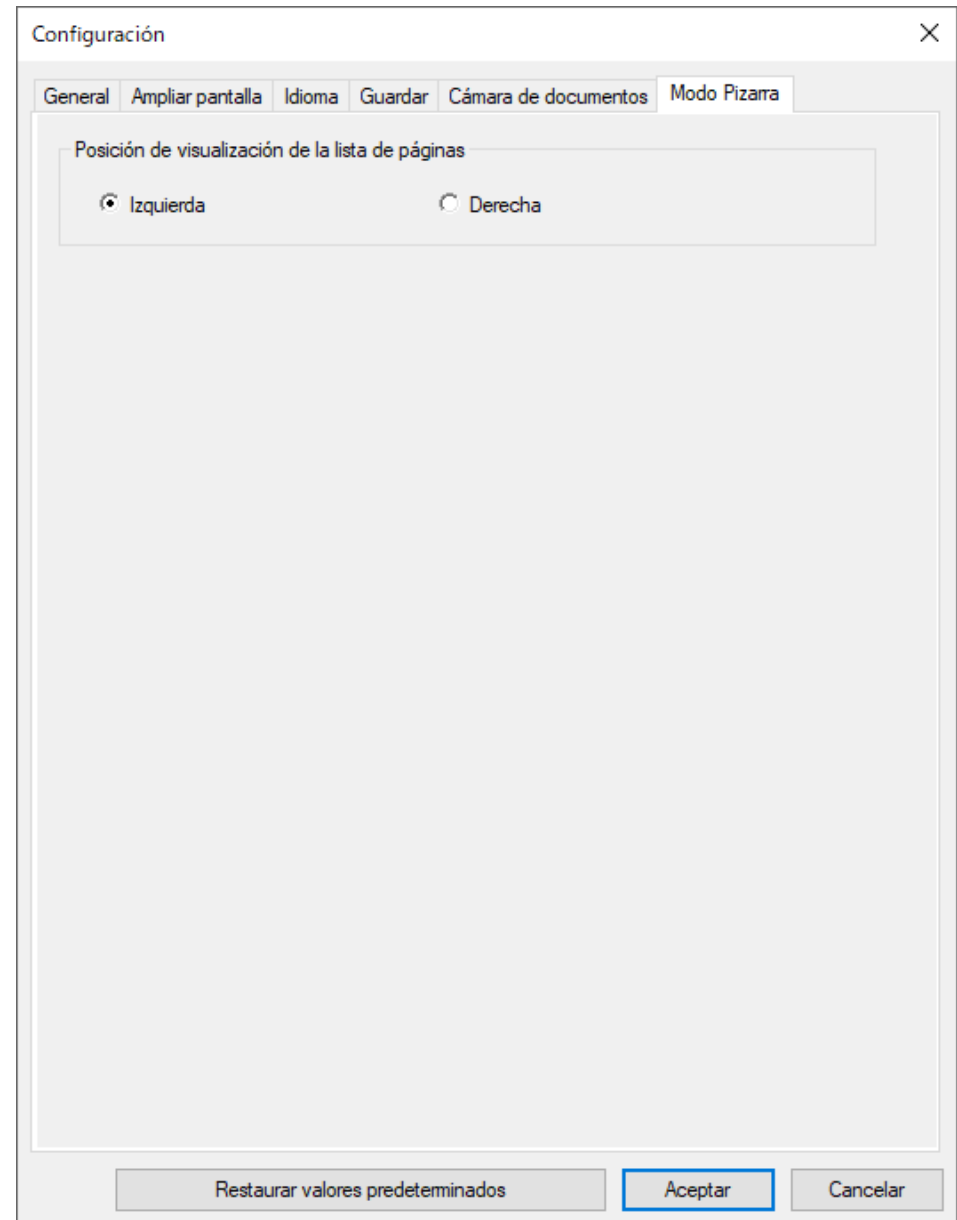 Configuración
General Ampliar pantalla Idioma Guardar Cámara de documentos Modo Pizarra
Posición de visualización de la lista de páginas
Izquierda Derecha
Restaurar valores predeterminados Aceptar Cancelar